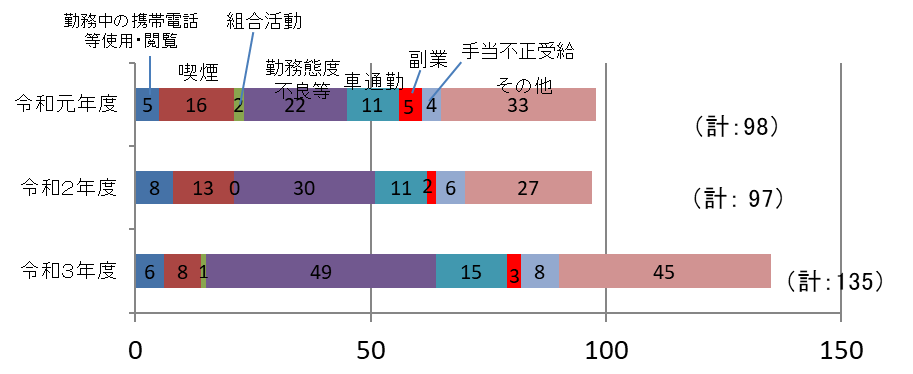 勤務中の携帯電話
等使用・閲覧
組合活動
喫煙
勤務態度
不良等
車通勤
副業
手当不正受給
その他
令和元年度
5 16 2 22 11 5 4 33
（計：98）
令和２年度
8 13 0 30 11 2 6 27
（計： 97）
令和３年度
6 8 1 49 15 3 8 45
（計：135）
0 50 100 150